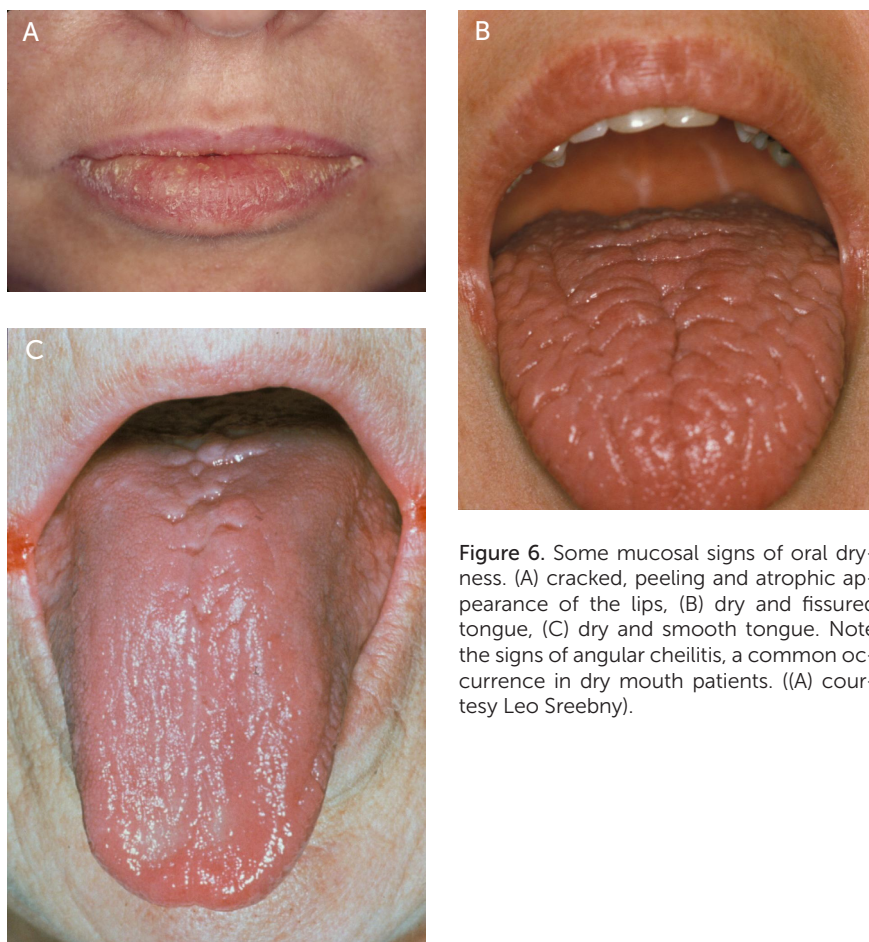 A
B
C
Figure 6. Some mucosal signs of oral dry-
ness. (A) cracked, peeling and atrophic ap-
pearance of the lips, (B) dry and fissured
tongue, (C) dry and smooth tongue. Note
the signs of angular cheilitis, a common oc-
currence in dry mouth patients. ((A) cour-
tesy Leo Sreebny).